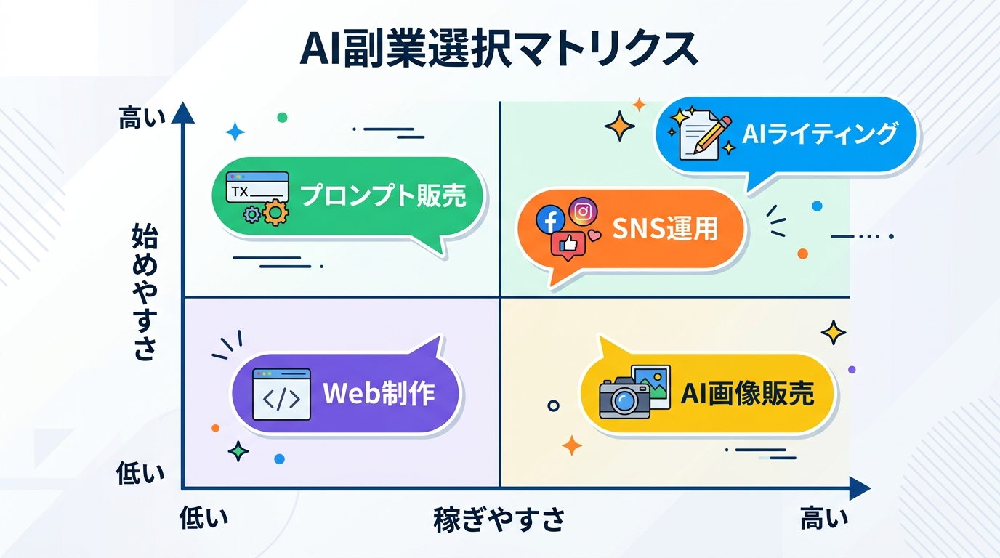 AI副業選択マトリクス
高い
AIライティング
TX
プロンプト販売
SNS運用
始めやすさ
Web制作
AI画像販売
低い
低い
稼ぎやすさ
高い